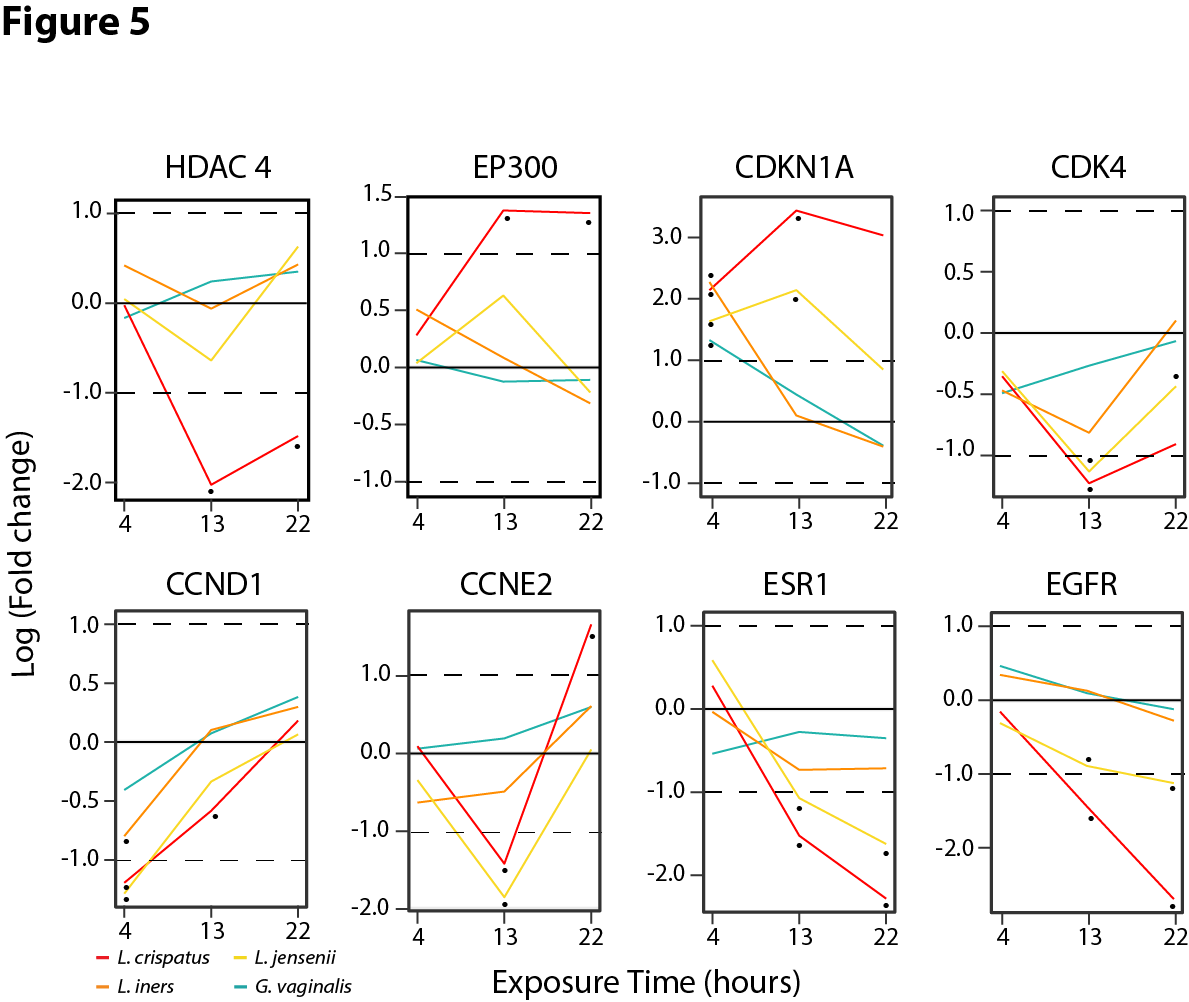 Figure 5
HDAC 4
EP300
CDKN1A
CDK4
1.0
0.0
-1.0
-2.0
4 13 22
1.5
1.0
0.5
0.0
-0.5
-1.0
4 13 22
3.0
2.0
1.0
0.0
-1.0
4 13 22
1.0
0.5
0.0
-0.5
-1.0
4 13 22
Log (Fold change)
CCND1
CCNE2
ESR1
EGFR
1.0
0.5
0.0
-0.5
-1.0
4 13 22
1.0
0.0
-1.0
-2.0
4 13 22
1.0
0.0
-1.0
-2.0
4 13 22
1.0
0.0
-1.0
-2.0
4 13 22
L. crispatus
L. jensenii
L. iners
G. vaginalis
Exposure Time (hours)